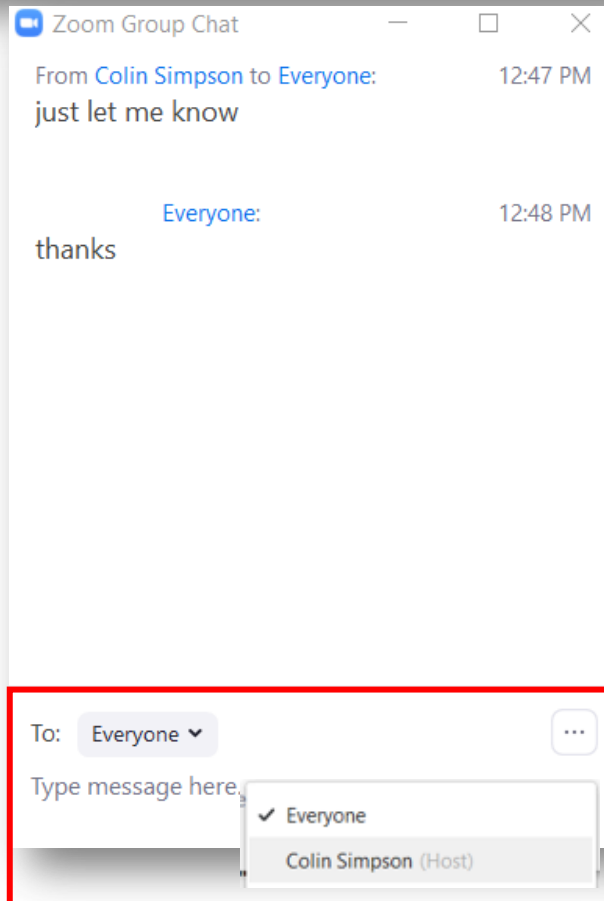 Zoom Group Chat
From Colin Simpson to Everyone: 12:47 PM
just let me know
Everyone: 12:48 PM
thanks
To: Everyone
Type message here.
Everyone
Colin Simpson (Host)